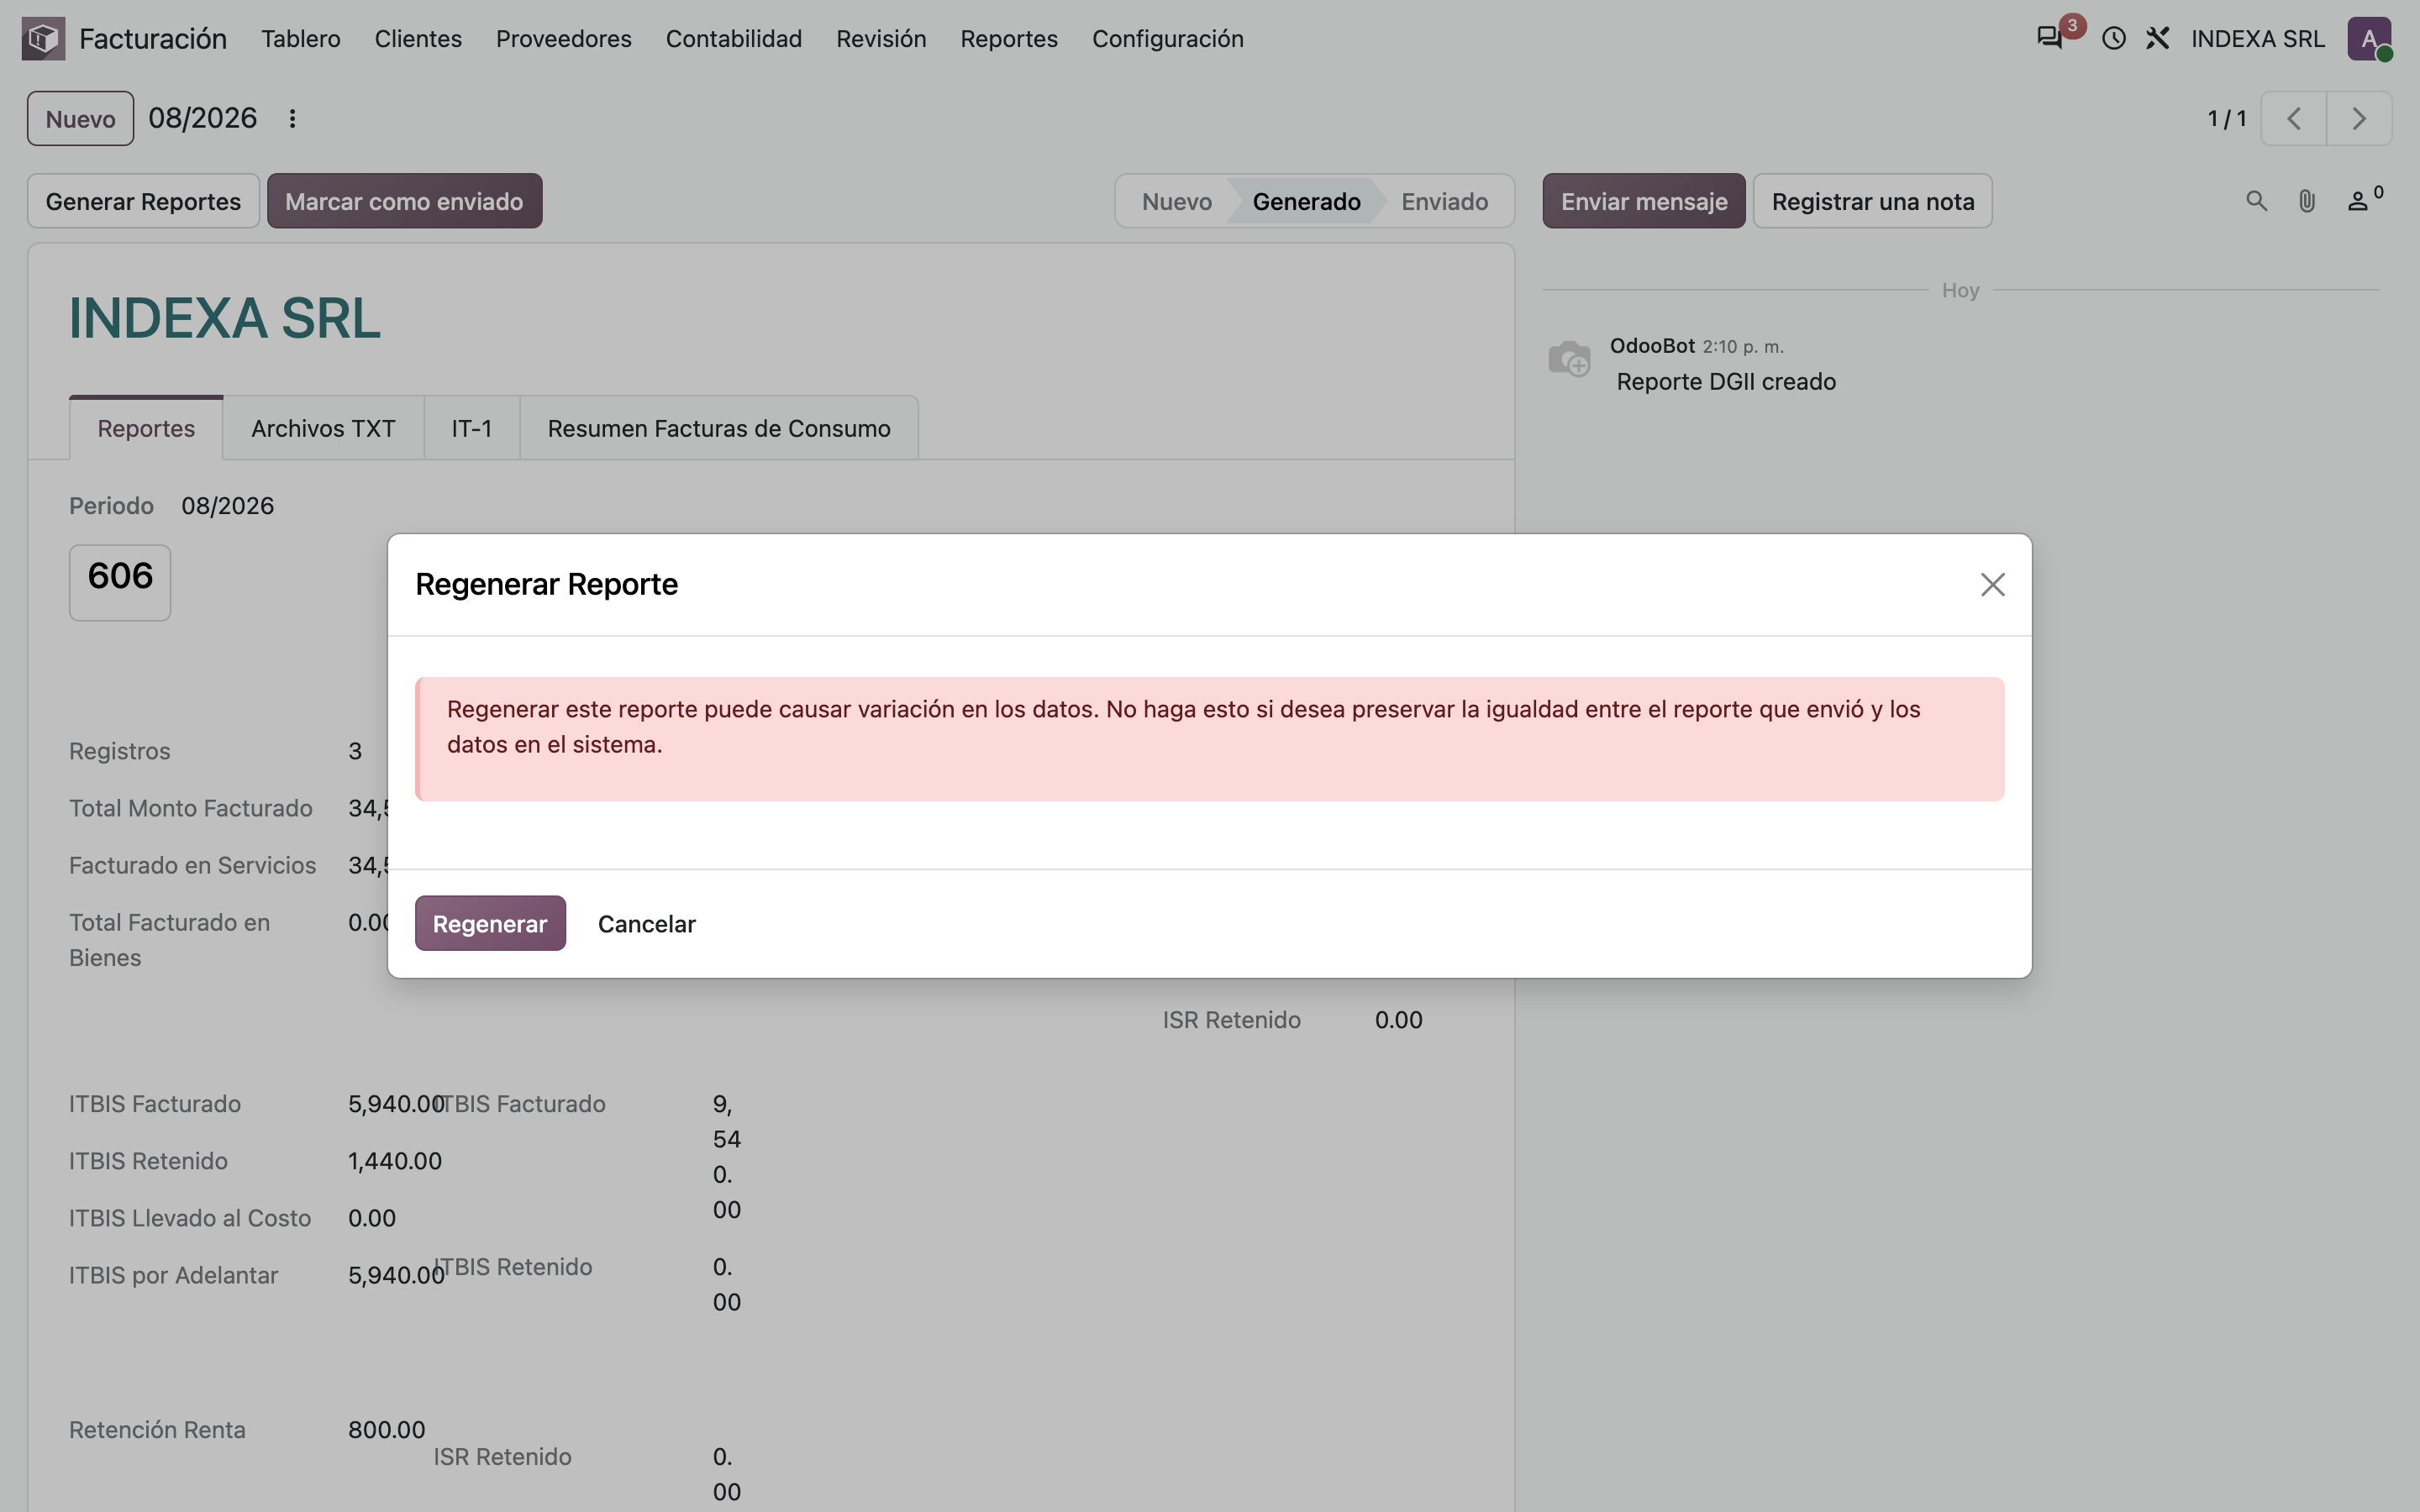 Facturación Tablero Clientes Proveedores Contabilidad Revisión Reportes Configuración 3 INDEXA SRL A
Nuevo 08/2026 1 / 1
Generar Reportes Marcar como enviado Nuevo Generado Enviado Enviar mensaje Registrar una nota 0
INDEXA SRL
Hoy
OdooBot 2:10 p. m.
Reporte DGII creado
Reportes Archivos TXT IT-1 Resumen Facturas de Consumo
Periodo 08/2026
606
Regenerar Reporte
Regenerar este reporte puede causar variación en los datos. No haga esto si desea preservar la igualdad entre el reporte que envió y los
datos en el sistema.
Regenerar Cancelar
Registros 3
Total Monto Facturado
Facturado en Servicios
Total Facturado en
Bienes
ISR Retenido 0.00
ITBIS Facturado 5,940.00
ITBIS Retenido 1,440.00
ITBIS Llevado al Costo 0.00
ITBIS por Adelantar 5,940.00
ITBIS Facturado 9,
54
0.
00
ITBIS Retenido 0.
00
Retención Renta 800.00
ISR Retenido 0.
00